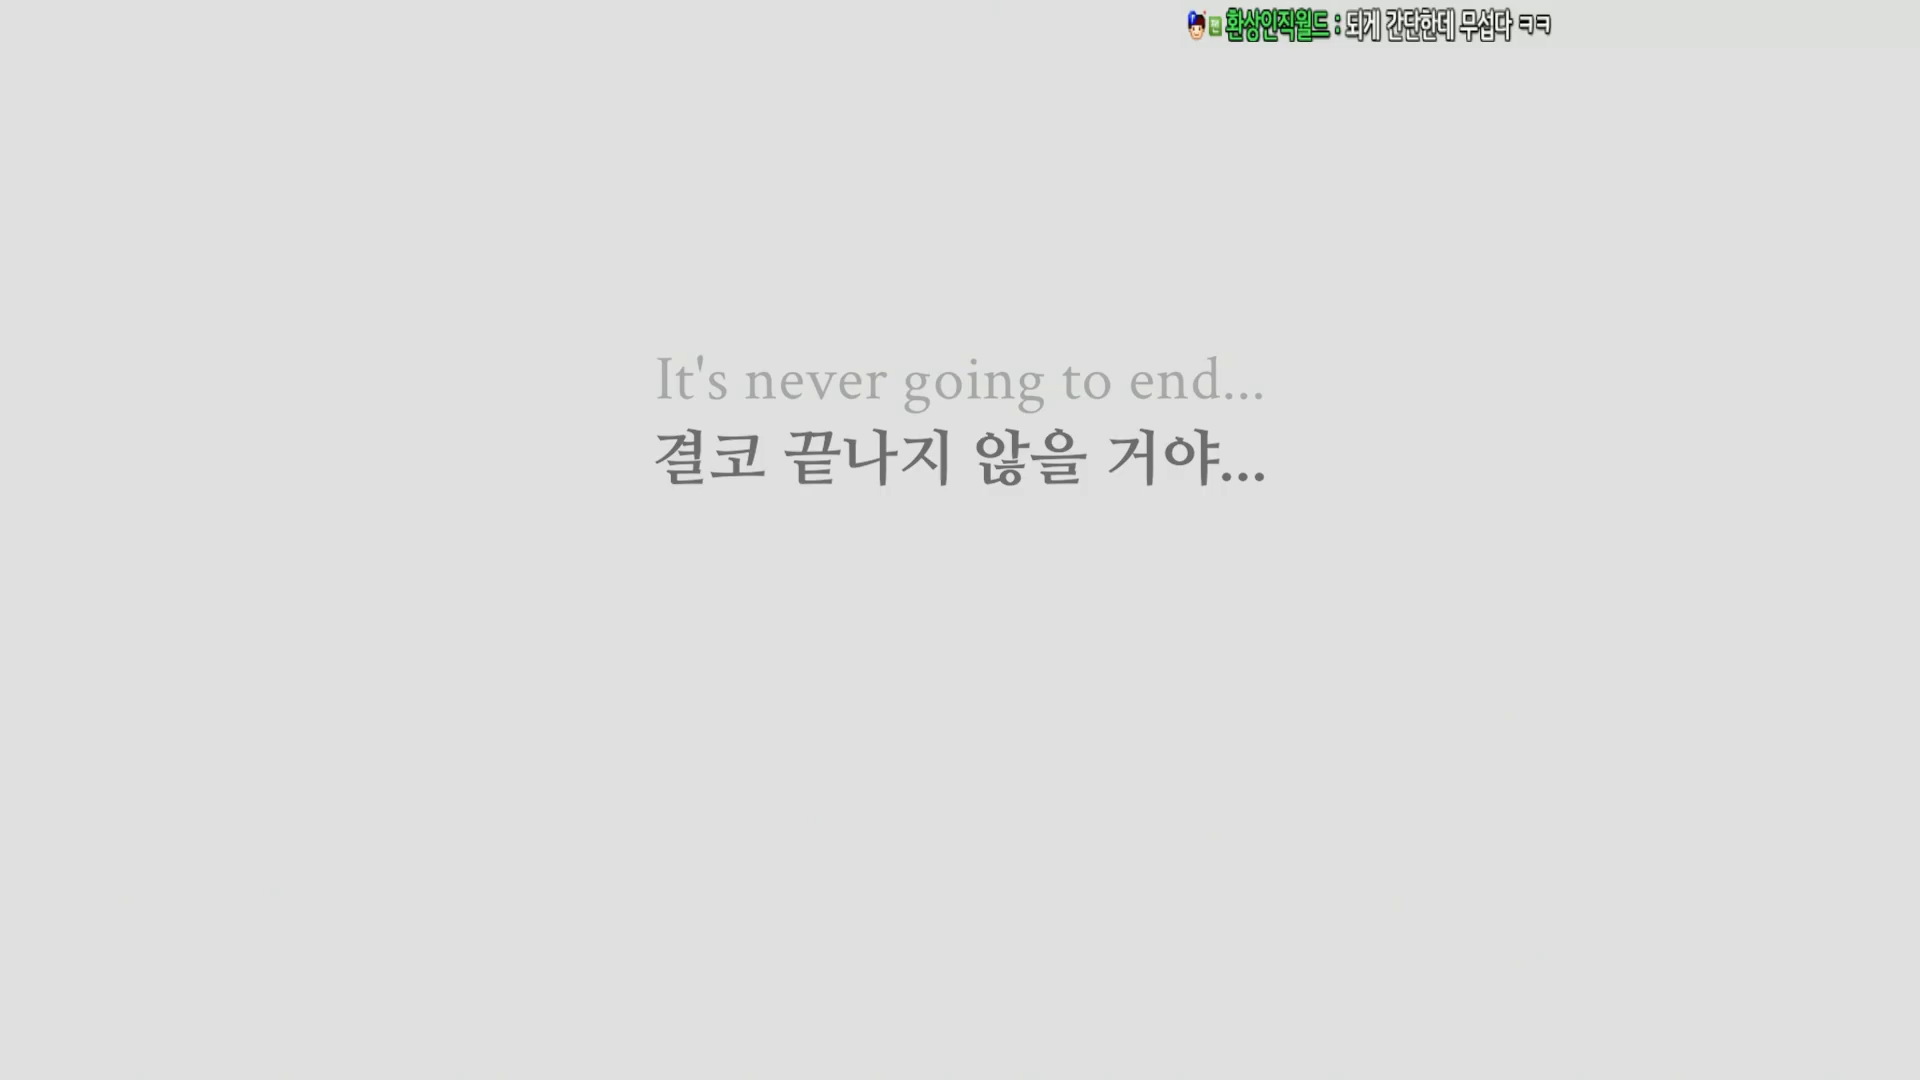 환상인직월드 : 되게 간단한데 무섭다 ㅋㅋ
It's never going to end...
결코 끝나지 않을 거야...